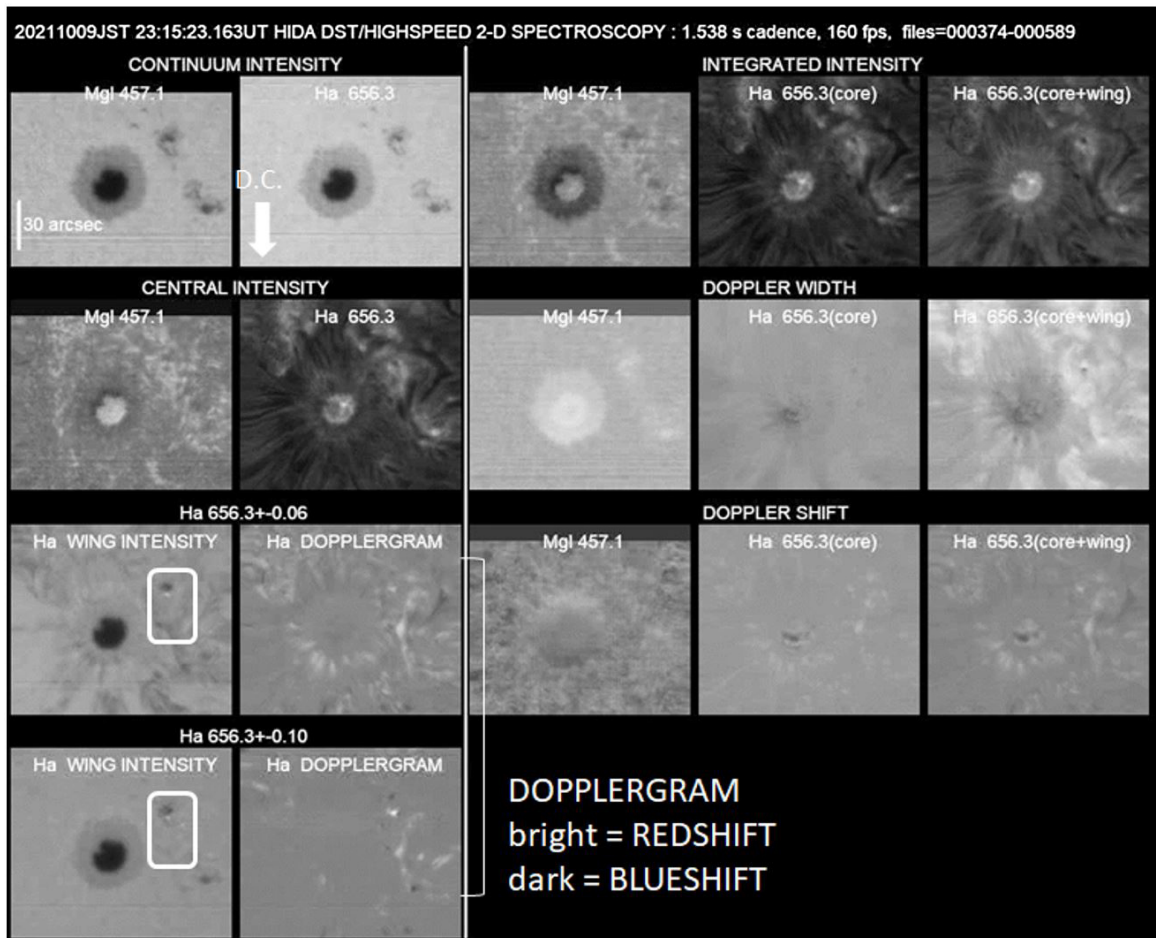 20211009JST 23:15:23.163UT HIDA DST/HIGHSPEED 2-D SPECTROSCOPY : 1.538 s cadence, 160 fps, files=000374-000589
CONTINUUM INTENSITY
INTEGRATED INTENSITY
MgI 457.1
Ha 656.3
MgI 457.1
Ha 656.3(core)
Ha 656.3(core+wing)
D.C.
30 arcsec
CENTRAL INTENSITY
DOPPLER WIDTH
MgI 457.1
Ha 656.3
MgI 457.1
Ha 656.3(core)
Ha 656.3(core+wing)
Ha 656.3+-0.06
DOPPLER SHIFT
Ha WING INTENSITY
Ha DOPPLERGRAM
MgI 457.1
Ha 656.3(core)
Ha 656.3(core+wing)
Ha 656.3+-0.10
Ha WING INTENSITY
Ha DOPPLERGRAM
DOPPLERGRAM
bright = REDSHIFT
dark = BLUESHIFT